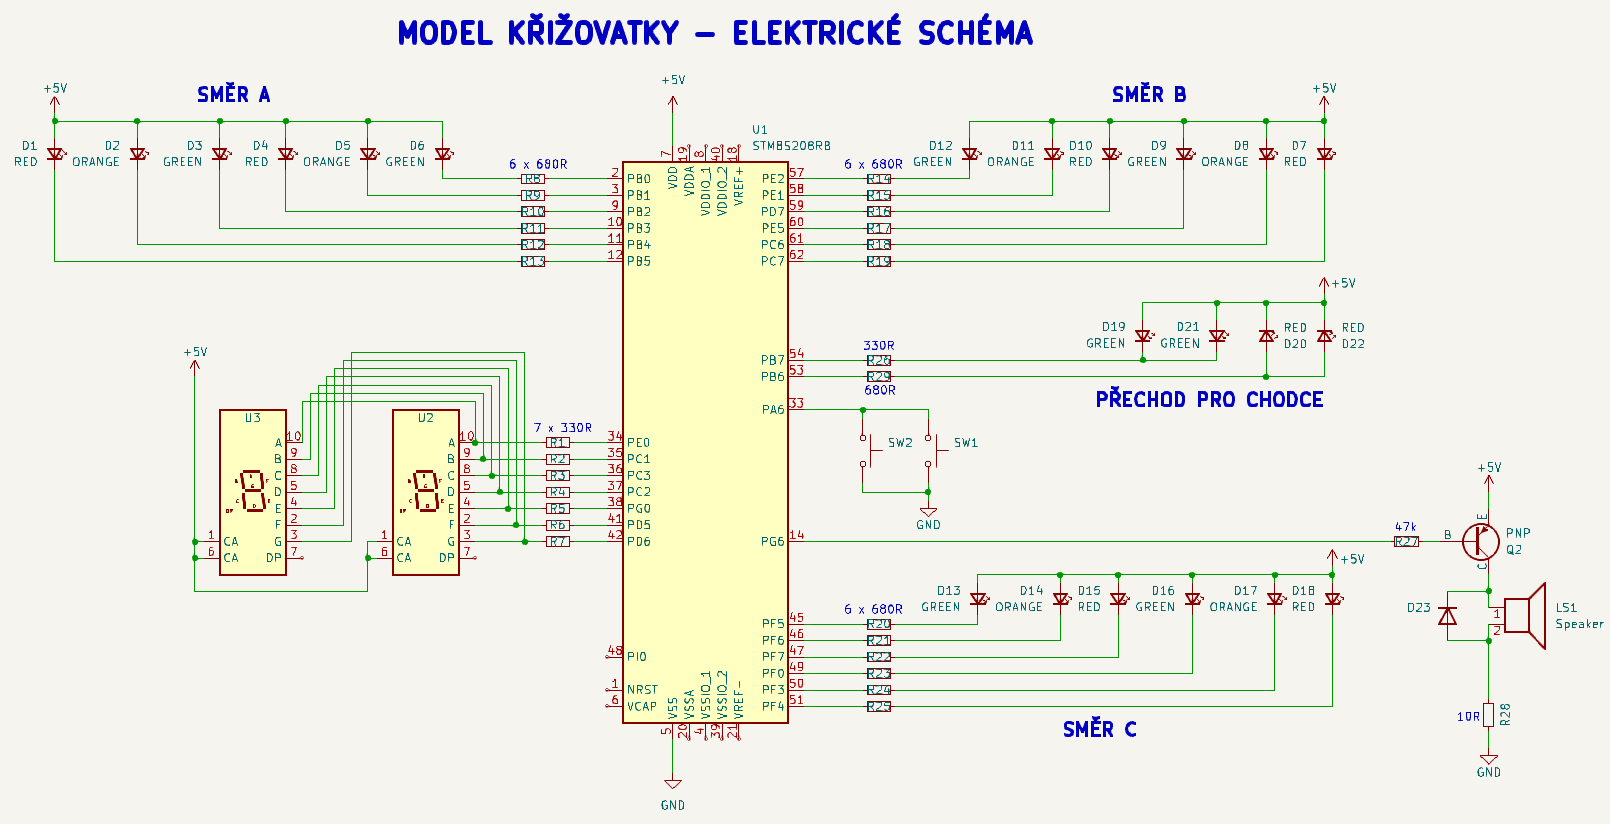 MODEL KŘIŽOVATKY – ELEKTRICKÉ SCHÉMA
SMĚR A
+5V
D1
RED
D2
ORANGE
D3
GREEN
D4
RED
D5
ORANGE
D6
GREEN
6 x 680R
R8
R9
R10
R11
R12
R13
+5V
U1
STM8S208RB
7
VDD
19
VDDA
8
VDDIO_1
40
VDDIO_2
18
VREF+
2 PB0
3 PB1
9 PB2
10 PB3
11 PB4
12 PB5
PE2 57
PE1 58
PD7 59
PE5 60
PC6 61
PC7 62
SMĚR B
+5V
D12
GREEN
D11
ORANGE
D10
RED
D9
GREEN
D8
ORANGE
D7
RED
6 x 680R
R14
R15
R16
R17
R18
R19
+5V
D19
GREEN
D21
GREEN
RED
D20
RED
D22
PB7 54
330R
R26
PB6 53
R29
680R
PŘECHOD PRO CHODCE
PA6 33
SW2
SW1
GND
+5V
U3
A 10
B 9
C 8
D 5
E 4
F 2
G 3
DP 7
1 CA
6 CA
U2
A 10
B 9
C 8
D 5
E 4
F 2
G 3
DP 7
1 CA
6 CA
7 x 330R
R1
R2
R3
R4
R5
R6
R7
34 PE0
35 PC1
36 PC3
37 PC2
38 PG0
41 PD5
42 PD6
PG6 14
47k
R27
+5V
E
B
C
PNP
Q2
D23
1
2
LS1
Speaker
10R
R28
GND
+5V
D13
GREEN
D14
ORANGE
D15
RED
D16
GREEN
D17
ORANGE
D18
RED
6 x 680R
PF5 45
PF6 46
PF7 47
PF0 49
PF3 50
PF4 51
R20
R21
R22
R23
R24
R25
SMĚR C
48 PI0
1 NRST
6 VCAP
VSS
5
VSSA
20
VSSIO_1
4
VSSIO_2
39
VREF-
21
GND